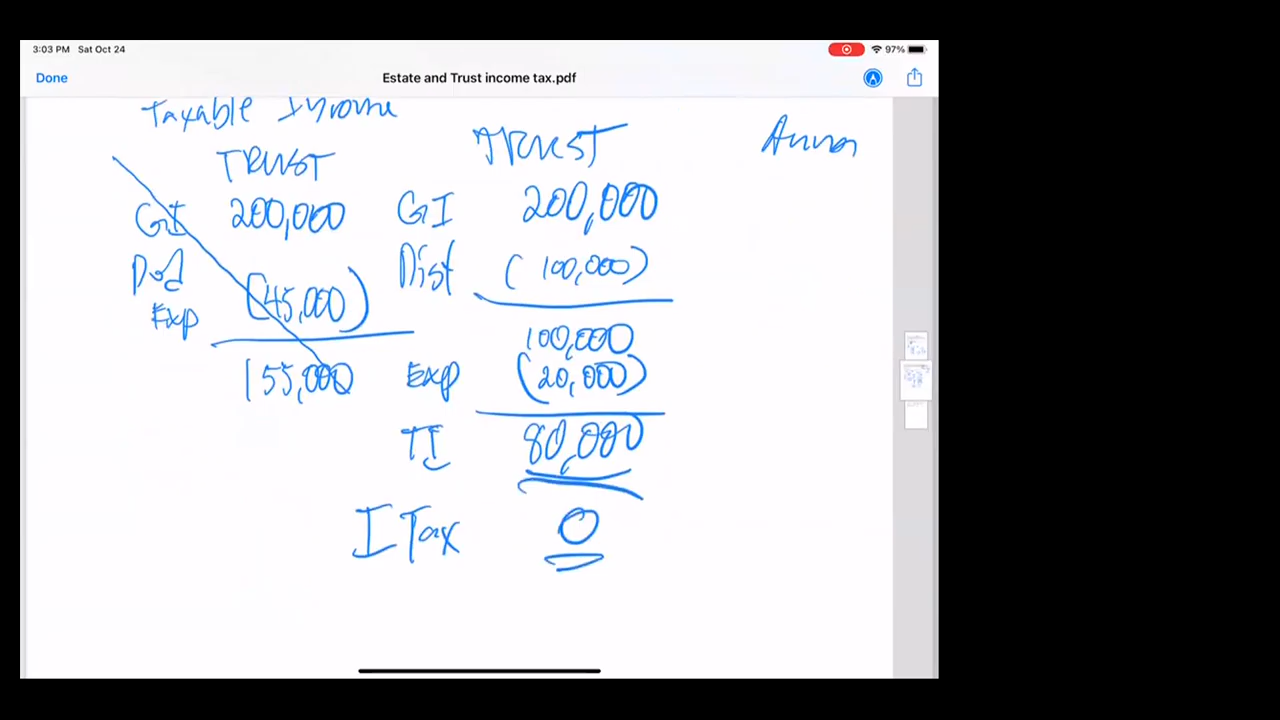 3:03 PM Sat Oct 24
97%
Done
Estate and Trust income tax.pdf
Taxable Income
TRUST
GI 200,000
Ded
Exp (45,000)
155,000
TRUST
GI 200,000
Dist (100,000)
100,000
Exp (20,000)
TI 80,000
I Tax 0